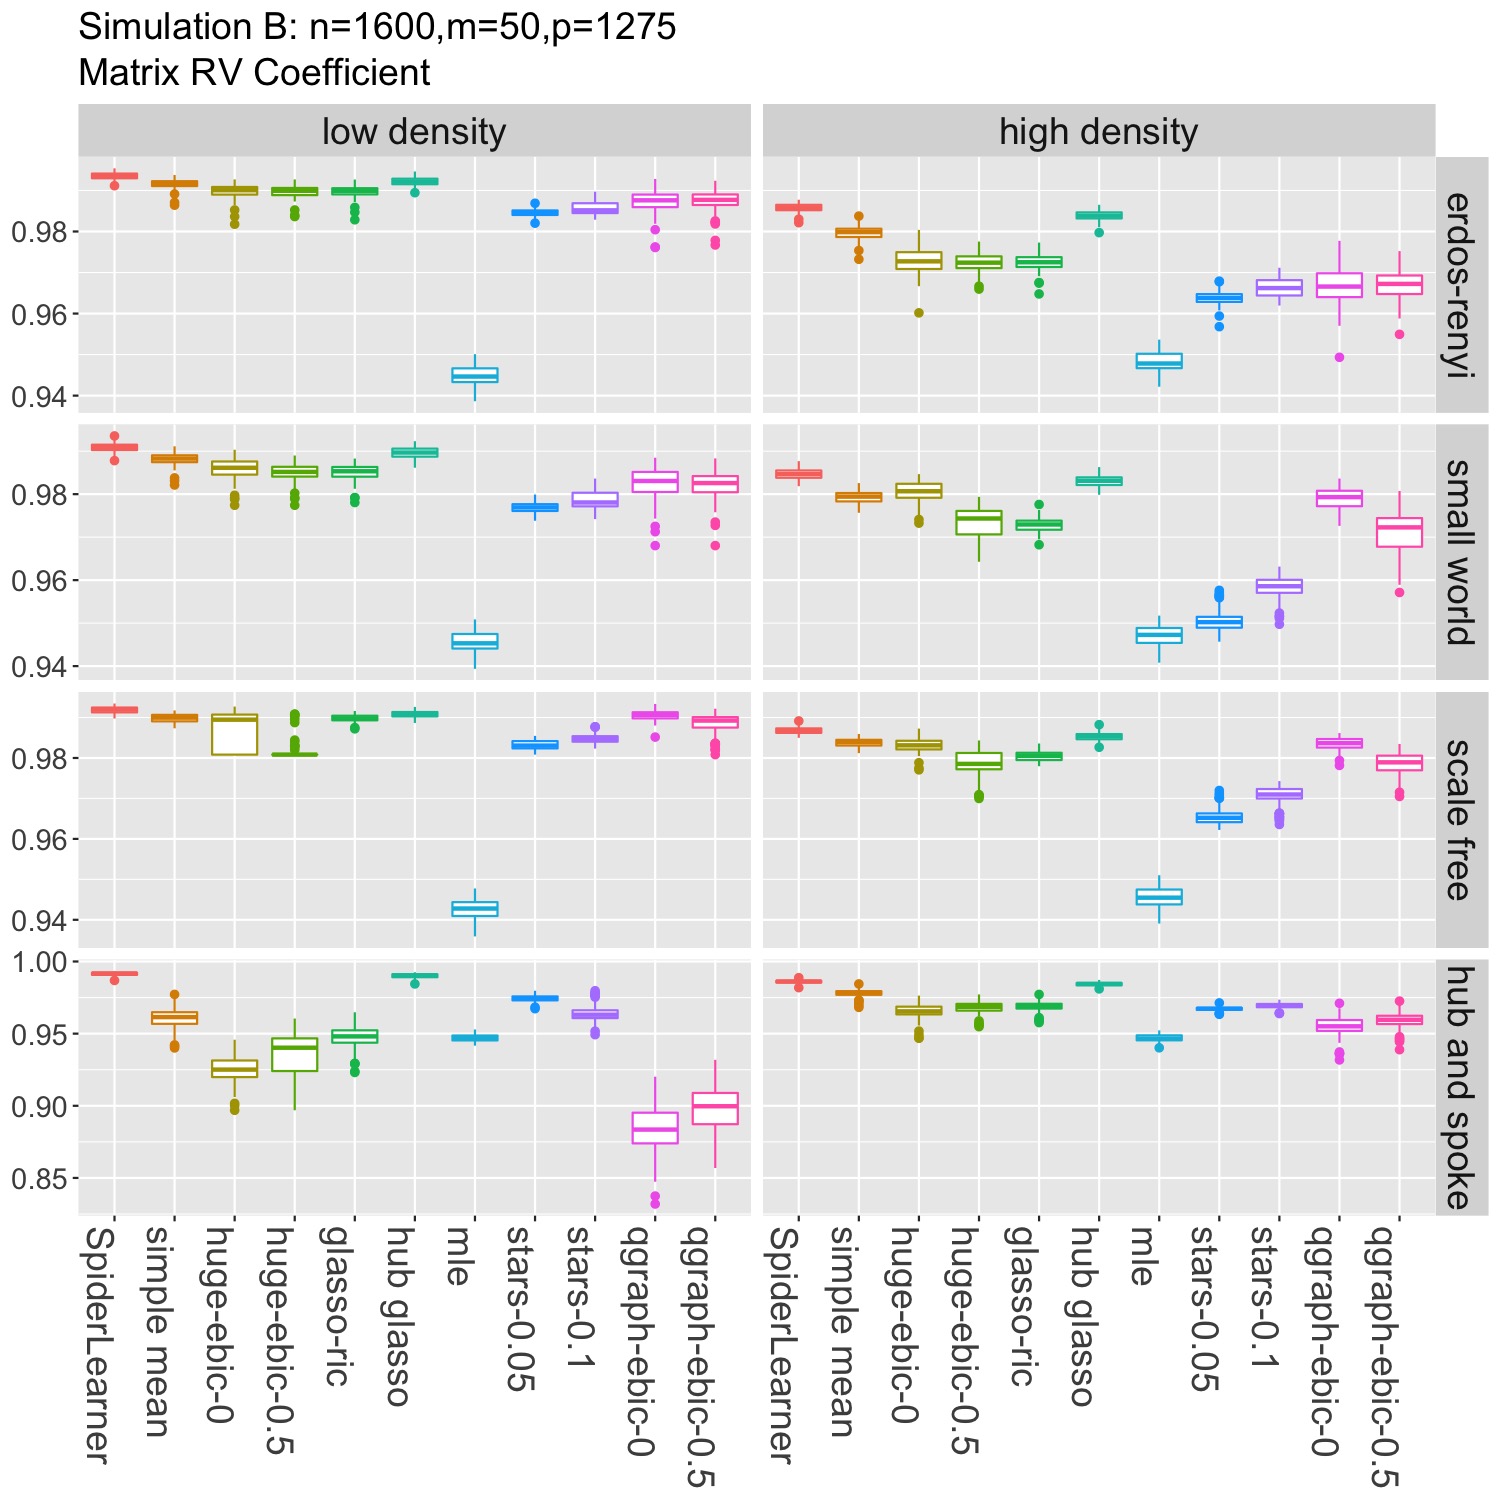 Simulation B: n=1600,m=50,p=1275
Matrix RV Coefficient
low density
high density
0.98
0.96
0.94
erdos-renyi
0.98
0.96
0.94
small world
0.98
0.96
0.94
scale free
1.00
0.95
0.90
0.85
hub and spoke
SpiderLearner
simple mean
huge-ebic-0
huge-ebic-0.5
glasso-ric
hub glasso
mle
stars-0.05
stars-0.1
qgraph-ebic-0
qgraph-ebic-0.5
SpiderLearner
simple mean
huge-ebic-0
huge-ebic-0.5
glasso-ric
hub glasso
mle
stars-0.05
stars-0.1
qgraph-ebic-0
qgraph-ebic-0.5